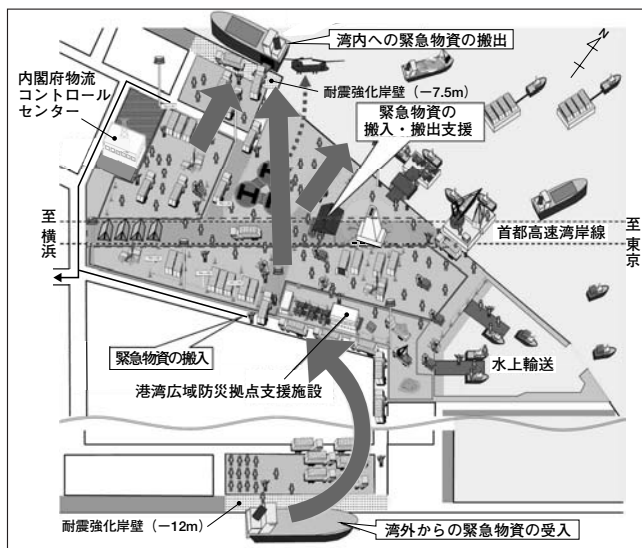 湾内への緊急物資の搬出
N
内閣府物流
コントロール
センター
耐震強化岸壁（－7.5m）
緊急物資の
搬入・搬出支援
H
至横浜
首都高速湾岸線
至東京
緊急物資の搬入
港湾広域防災拠点支援施設
水上輸送
耐震強化岸壁（－12m）
湾外からの緊急物資の受入